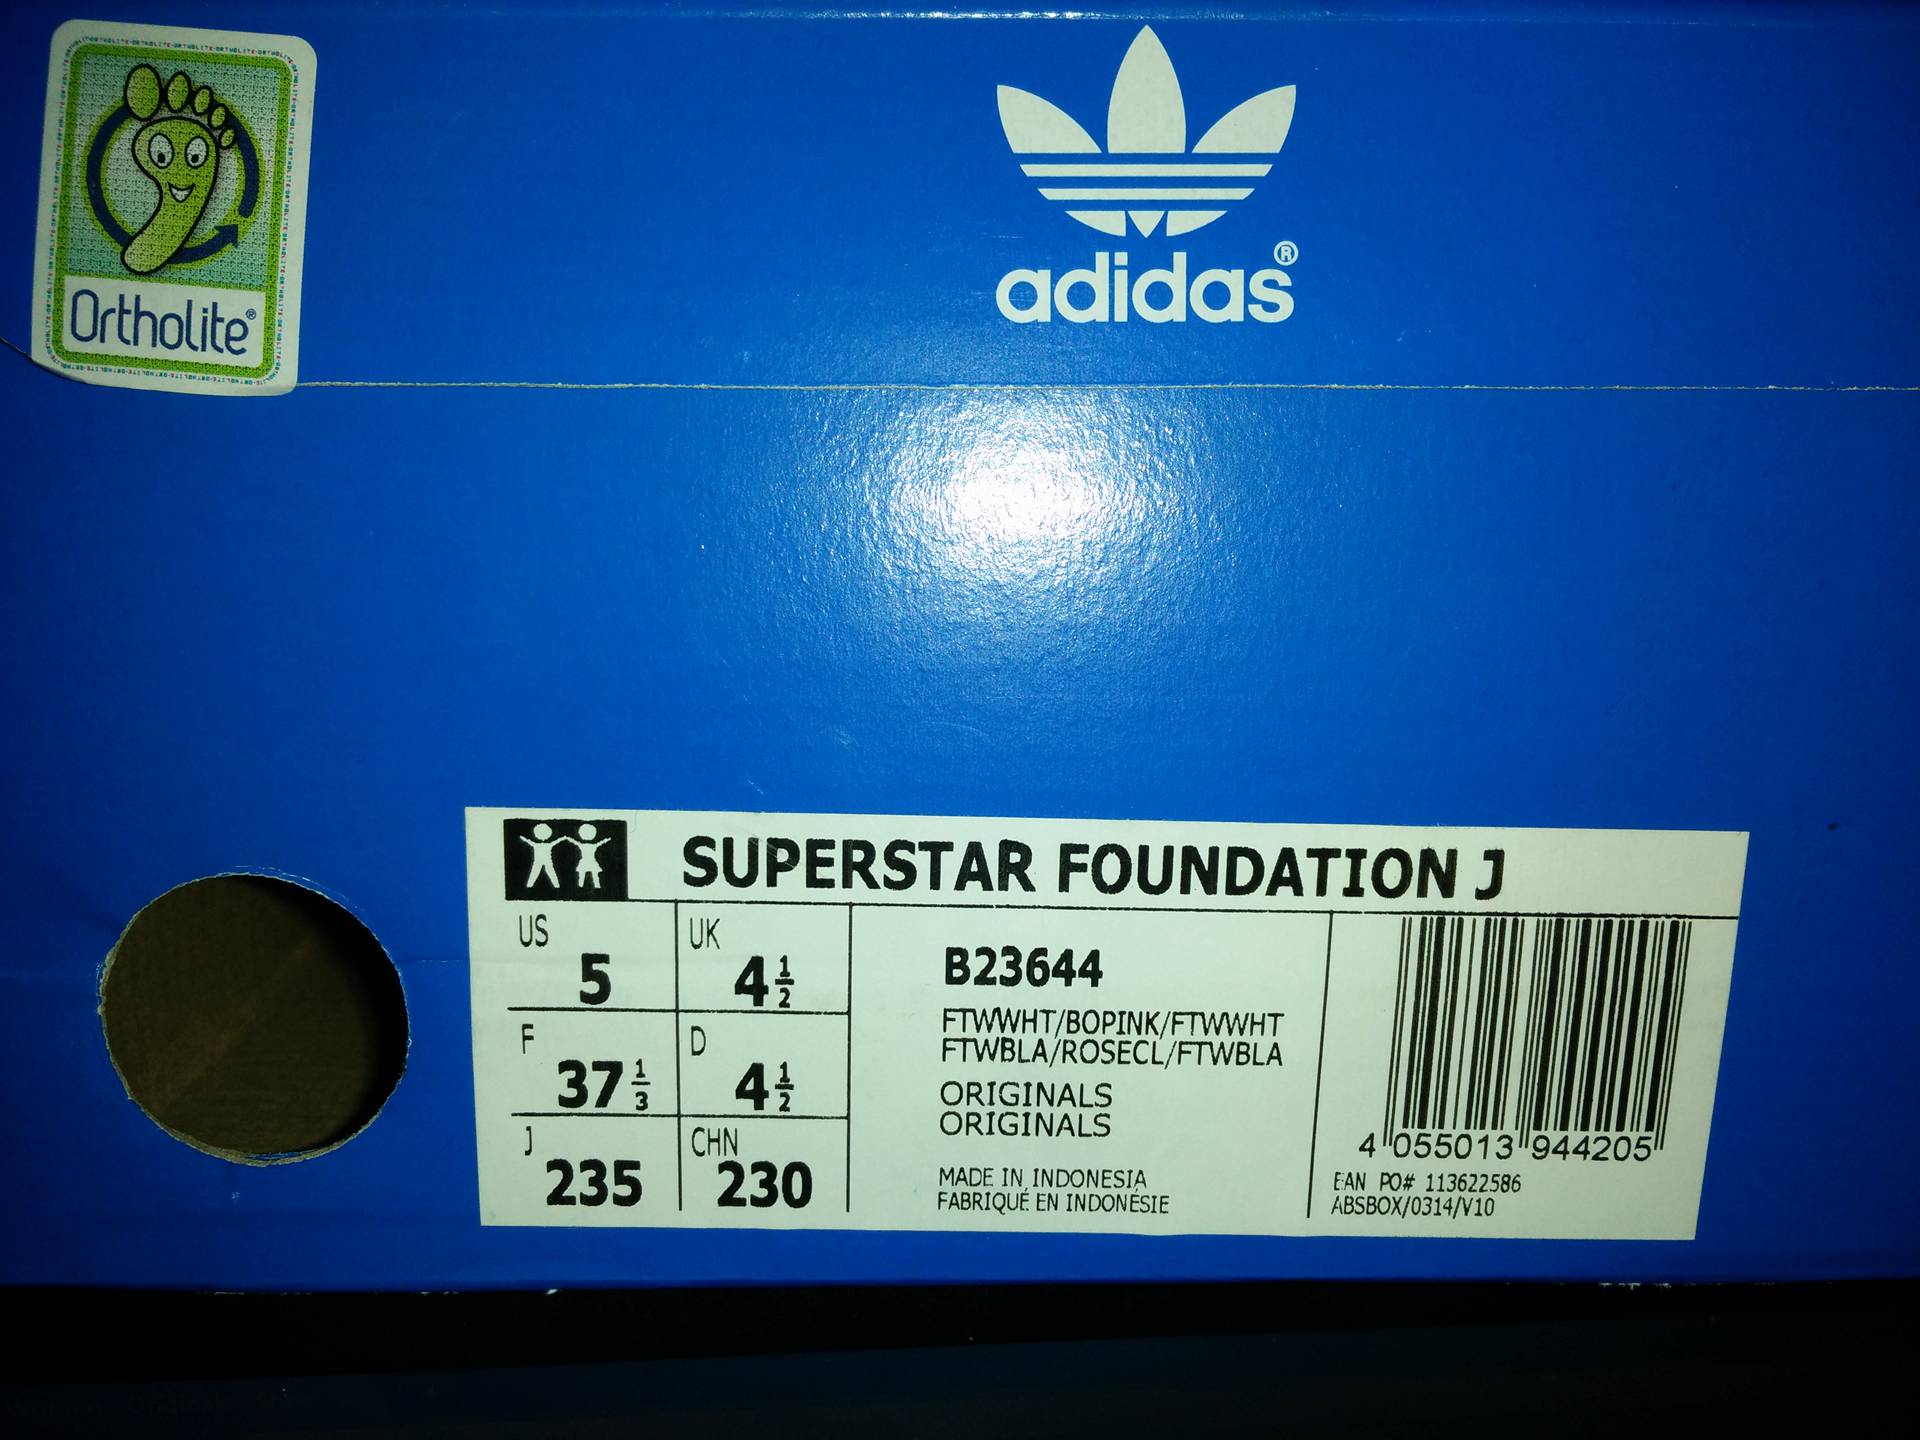 Ortholite®
adidas®
SUPERSTAR FOUNDATION J
US
5
UK
4 1/2
F
37 1/3
D
4 1/2
J
235
CHN
230
B23644
FTWWHT/BOPINK/FTWWHT
FTWBLA/ROSECL/FTWBLA
ORIGINALS
ORIGINALS
MADE IN INDONESIA
FABRIQUÉ EN INDONÉSIE
4 055013 944205
EAN PO# 113622586
ABSBOX/0314/V10